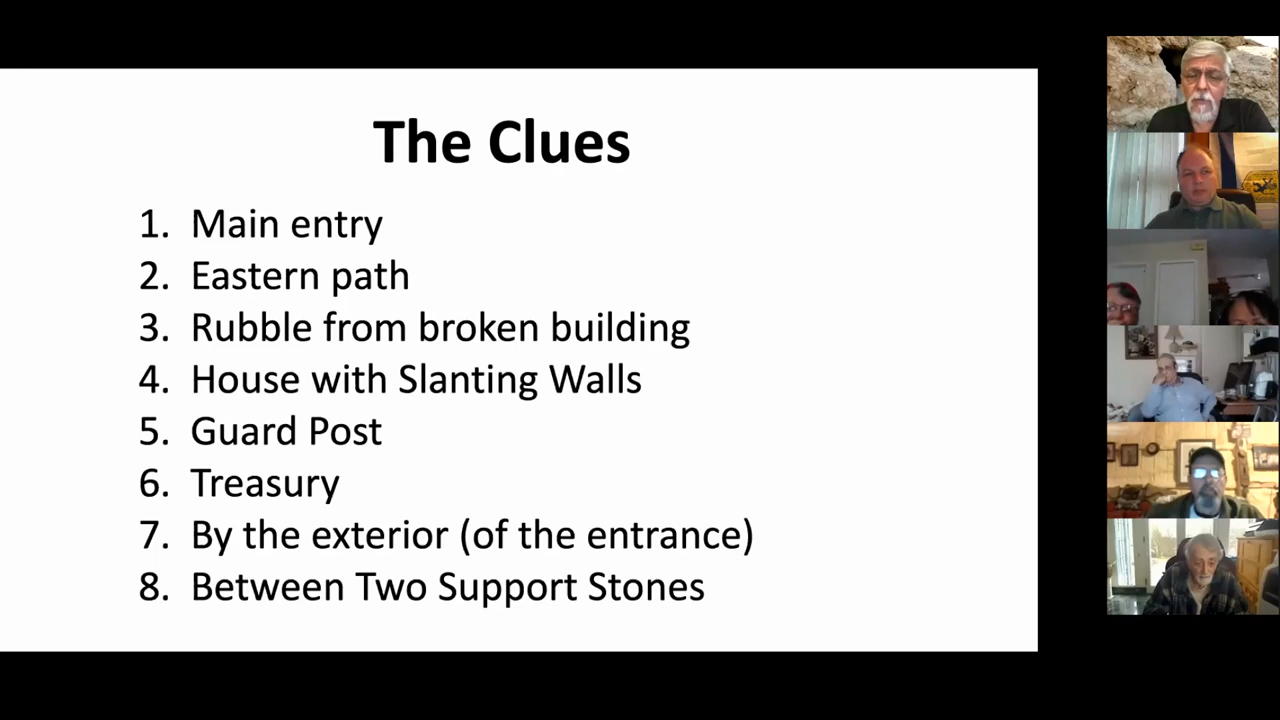 The Clues
1. Main entry
2. Eastern path
3. Rubble from broken building
4. House with Slanting Walls
5. Guard Post
6. Treasury
7. By the exterior (of the entrance)
8. Between Two Support Stones